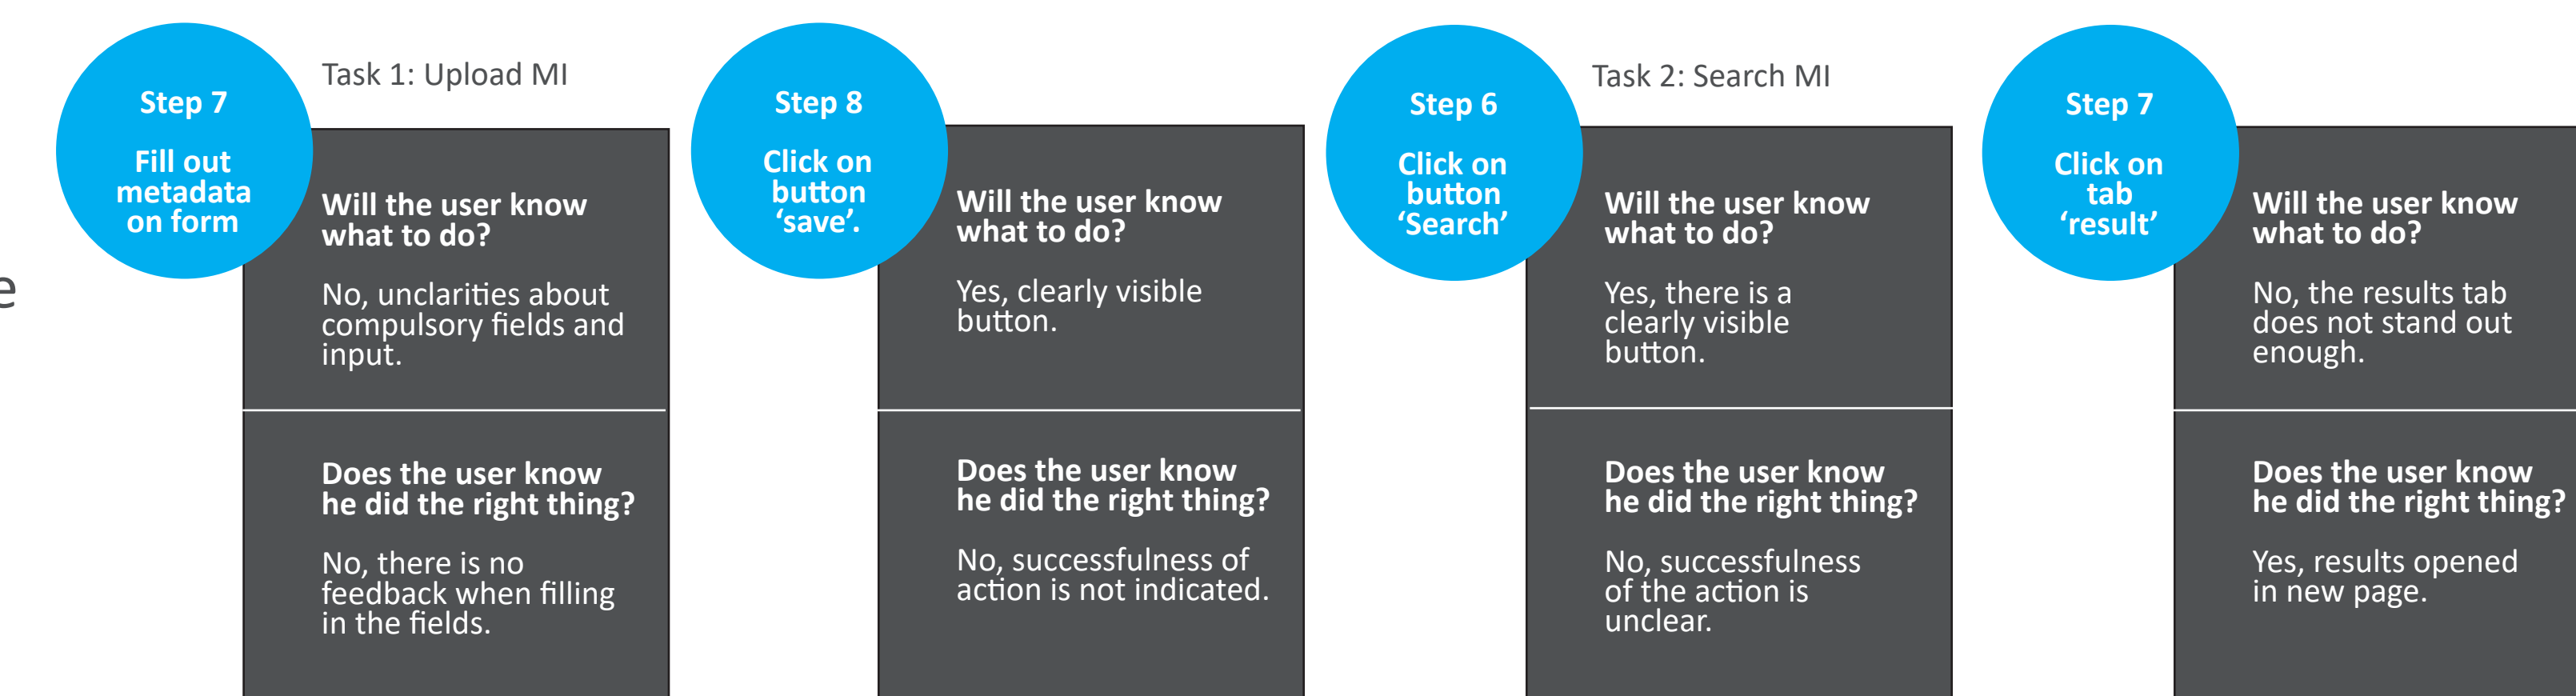 e
Task 1: Upload MI
Step 7
Fill out
metadata
on form
Will the user know
what to do?
No, unclarities about
compulsory fields and
input.
Does the user know
he did the right thing?
No, there is no
feedback when filling
in the fields.
Step 8
Click on
button
‘save’.
Will the user know
what to do?
Yes, clearly visible
button.
Does the user know
he did the right thing?
No, successfulness of
action is not indicated.
Task 2: Search MI
Step 6
Click on
button
‘Search’
Will the user know
what to do?
Yes, there is a
clearly visible
button.
Does the user know
he did the right thing?
No, successfulness
of the action is
unclear.
Step 7
Click on
tab
‘result’
Will the user know
what to do?
No, the results tab
does not stand out
enough.
Does the user know
he did the right thing?
Yes, results opened
in new page.